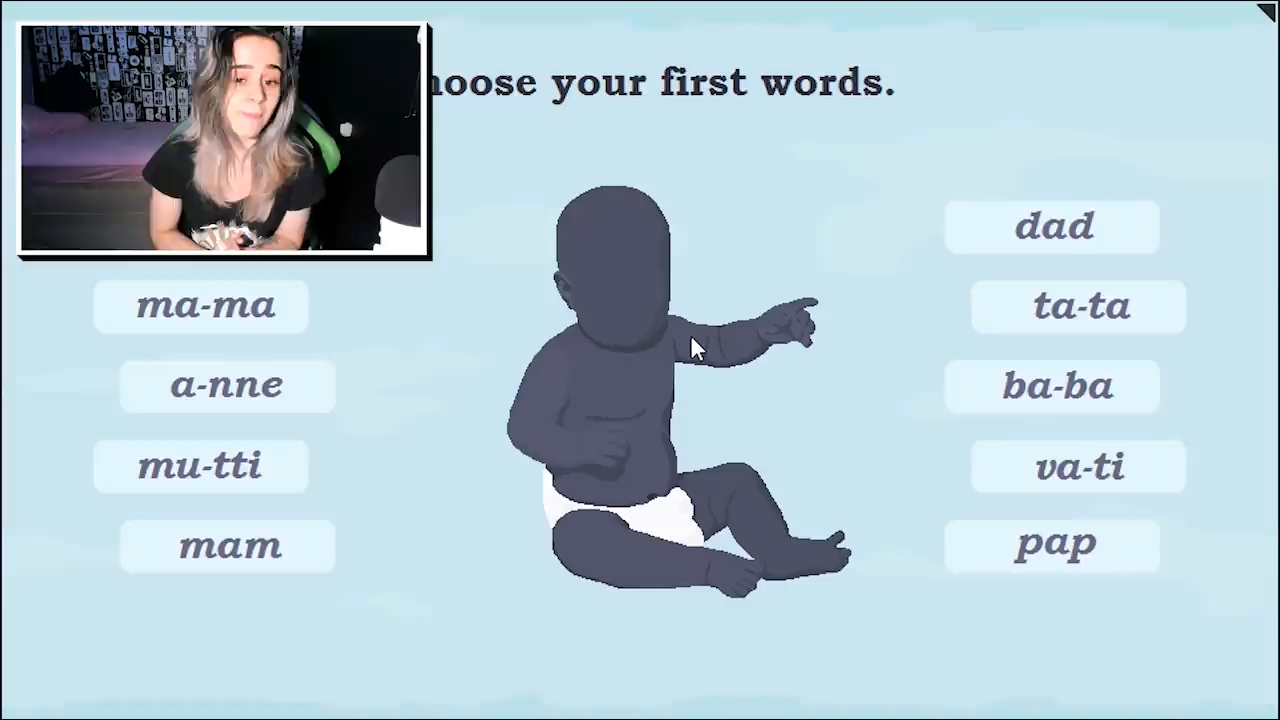 hoose your first words.
ma-ma
a-nne
mu-tti
mam
dad
ta-ta
ba-ba
va-ti
pap